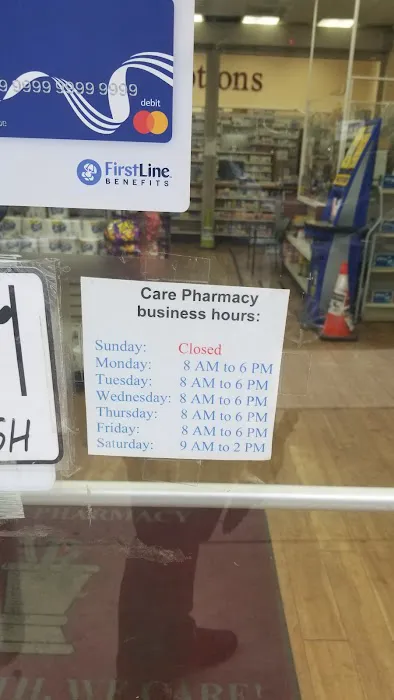 9 9999 9999 9999
debit
FirstLine
BENEFITS
Care Pharmacy
business hours:
Sunday: Closed
Monday: 8 AM to 6 PM
Tuesday: 8 AM to 6 PM
Wednesday: 8 AM to 6 PM
Thursday: 8 AM to 6 PM
Friday: 8 AM to 6 PM
Saturday: 9 AM to 2 PM
SH
PHARMACY
WE CARE!